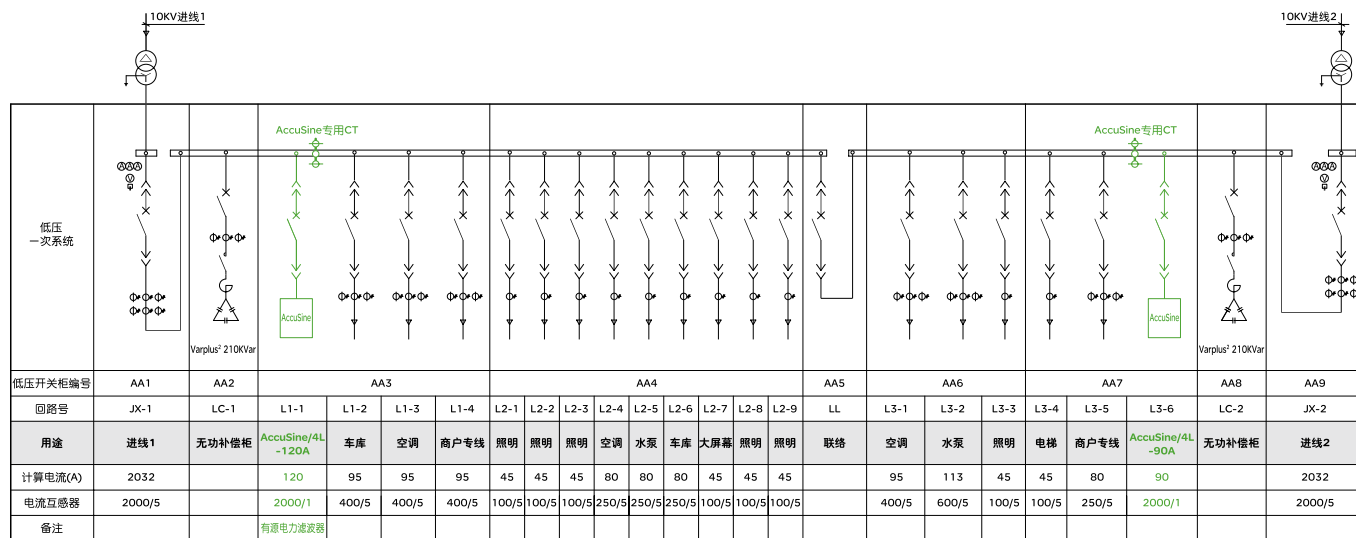 10KV进线1
10KV进线2
AccuSine专用CT
AccuSine专用CT
低压
一次系统
AccuSine
AccuSine
Varplus² 210KVar
Varplus² 210KVar
低压开关柜编号 AA1 AA2 AA3 AA4 AA5 AA6 AA7 AA8 AA9
回路号 JX-1 LC-1 L1-1 L1-2 L1-3 L1-4 L2-1 L2-2 L2-3 L2-4 L2-5 L2-6 L2-7 L2-8 L2-9 LL L3-1 L3-2 L3-3 L3-4 L3-5 L3-6 LC-2 JX-2
用途 进线1 无功补偿柜 AccuSine/4L
-120A 车库 空调 商户专线 照明 照明 照明 空调 水泵 车库 大屏幕 照明 照明 联络 空调 水泵 照明 电梯 商户专线 AccuSine/4L
-90A 无功补偿柜 进线2
计算电流(A) 2032 120 95 95 95 45 45 45 80 80 80 45 45 45 95 113 45 45 80 90 2032
电流互感器 2000/5 2000/1 400/5 400/5 400/5 100/5 100/5 100/5 250/5 250/5 250/5 100/5 100/5 100/5 400/5 600/5 100/5 100/5 250/5 2000/1 2000/5
备注 有源电力滤波器